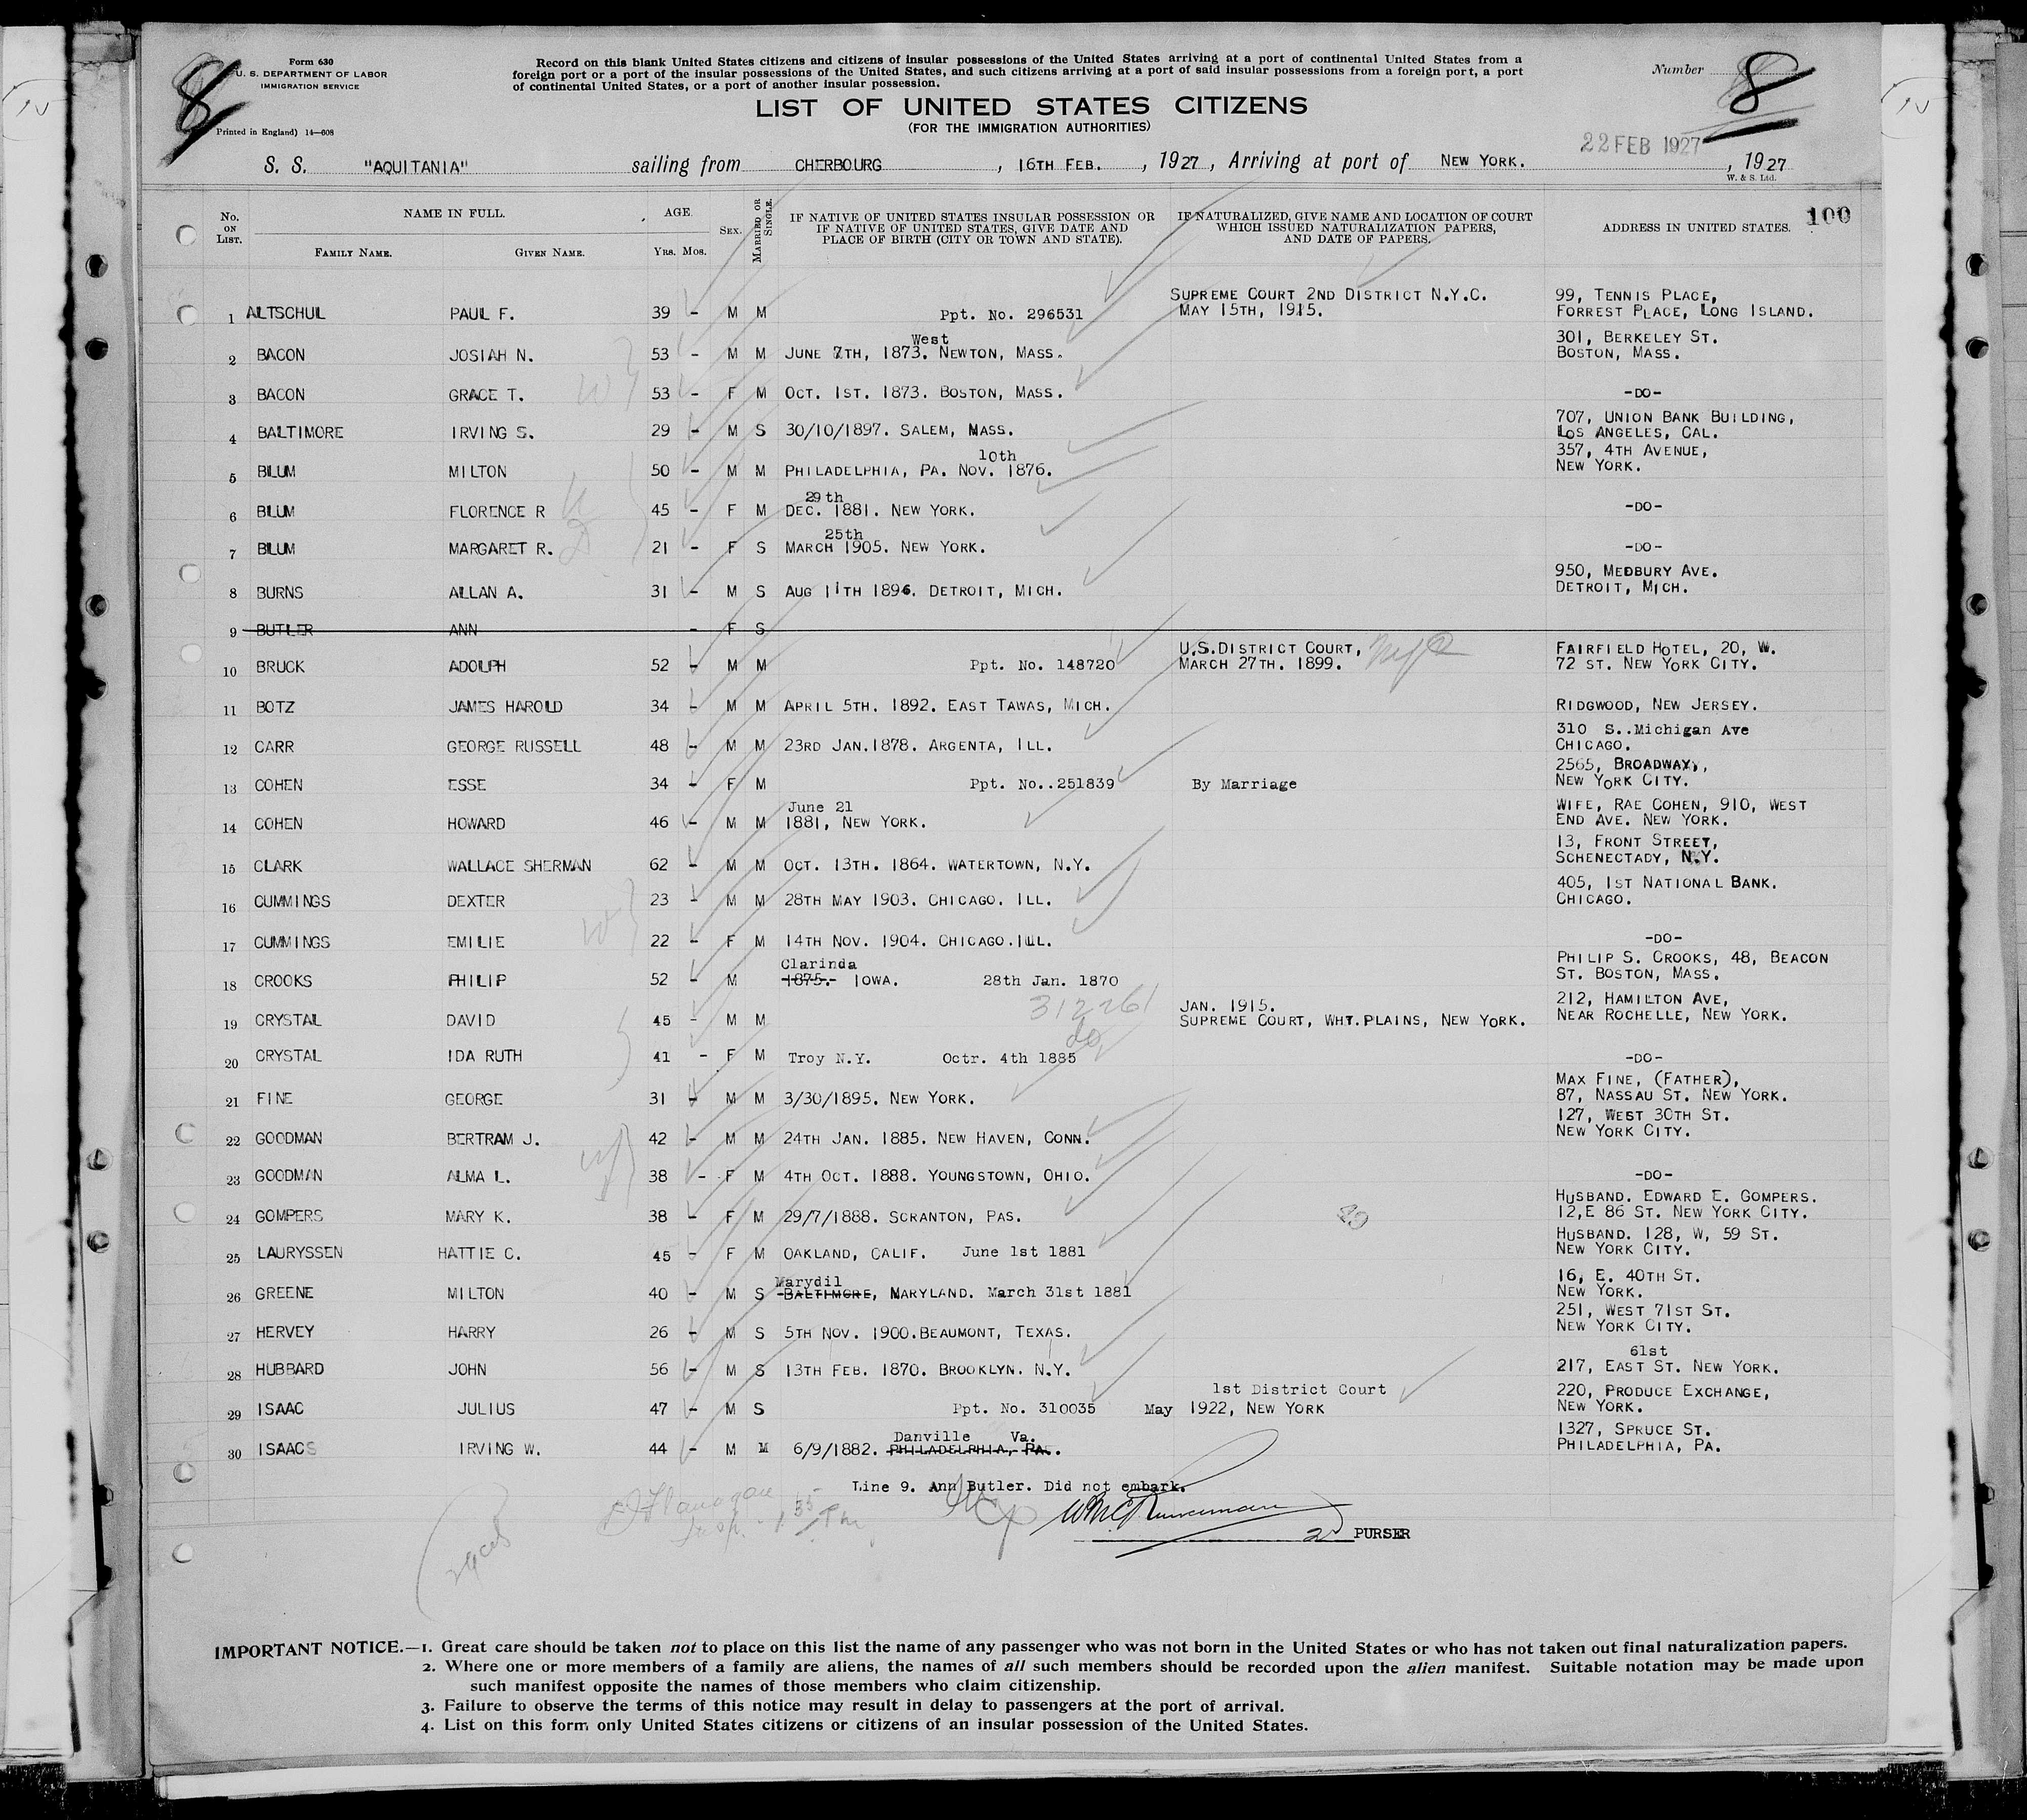 Form 630
U. S. DEPARTMENT OF LABOR
IMMIGRATION SERVICE
Printed in England) 14—608
8
Record on this blank United States citizens and citizens of insular possessions of the United States arriving at a port of continental United States from a
foreign port or a port of the insular possessions of the United States, and such citizens arriving at a port of said insular possessions from a foreign port, a port
of continental United States, or a port of another insular possession.
Number 8
LIST OF UNITED STATES CITIZENS
(FOR THE IMMIGRATION AUTHORITIES)
22 FEB 1927
S. S. "AQUITANIA" sailing from CHERBOURG, 16TH FEB., 1927, Arriving at port of NEW YORK., 1927
W. & S. Ltd.
100
No. ON LIST. NAME IN FULL. FAMILY NAME. GIVEN NAME. AGE. YRS. MOS. SEX. MARRIED OR SINGLE. IF NATIVE OF UNITED STATES INSULAR POSSESSION OR IF NATIVE OF UNITED STATES, GIVE DATE AND PLACE OF BIRTH (CITY OR TOWN AND STATE). IF NATURALIZED, GIVE NAME AND LOCATION OF COURT WHICH ISSUED NATURALIZATION PAPERS, AND DATE OF PAPERS. ADDRESS IN UNITED STATES.
1 ALTSCHUL PAUL F. 39 - M M Ppt. No. 296531 SUPREME COURT 2ND DISTRICT N.Y.C. MAY 15TH, 1915. 99, TENNIS PLACE, FORREST PLACE, LONG ISLAND.
2 BACON JOSIAH N. 53 - M M JUNE 7TH, 1873. West NEWTON, MASS. 301, BERKELEY ST. BOSTON, MASS.
3 BACON GRACE T. 53 - F M OCT. 1ST. 1873. BOSTON, MASS. -DO-
4 BALTIMORE IRVING S. 29 - M S 30/10/1897. SALEM, MASS. 707, UNION BANK BUILDING, LOS ANGELES, CAL.
5 BLUM MILTON 50 - M M PHILADELPHIA, PA. NOV. 10th 1876. 357, 4TH AVENUE, NEW YORK.
6 BLUM FLORENCE R 45 - F M DEC. 29th 1881. NEW YORK. -DO-
7 BLUM MARGARET R. 21 - F S MARCH 25th 1905. NEW YORK. -DO-
8 BURNS ALLAN A. 31 - M S AUG 11TH 1896. DETROIT, MICH. 950, MEDBURY AVE. DETROIT, MICH.
9 BUTLER ANN - F S
10 BRUCK ADOLPH 52 - M M Ppt. No. 148720 U.S. DISTRICT COURT, MARCH 27TH. 1899. FAIRFIELD HOTEL, 20, W. 72 ST. NEW YORK CITY.
11 BOTZ JAMES HAROLD 34 - M M APRIL 5TH. 1892. EAST TAWAS, MICH. RIDGWOOD, NEW JERSEY.
12 CARR GEORGE RUSSELL 48 - M M 23RD JAN. 1878. ARGENTA, ILL. 310 S..Michigan Ave CHICAGO.
13 COHEN ESSE 34 - F M Ppt. No..251839 By Marriage 2565, BROADWAY, NEW YORK CITY.
14 COHEN HOWARD 46 - M M June 21 1881, NEW YORK. WIFE, RAE COHEN, 910, WEST END AVE. NEW YORK.
15 CLARK WALLACE SHERMAN 62 - M M OCT. 13TH. 1864. WATERTOWN, N.Y. 13, FRONT STREET, SCHENECTADY, N.Y.
16 CUMMINGS DEXTER 23 - M M 28TH MAY 1903. CHICAGO. ILL. 405, 1ST NATIONAL BANK. CHICAGO.
17 CUMMINGS EMILIE 22 - F M 14TH NOV. 1904. CHICAGO. ILL. -DO-
18 CROOKS PHILIP 52 - M Clarinda 1875.- IOWA. 28th Jan. 1870 PHILIP S. CROOKS, 48, BEACON ST. BOSTON, MASS.
19 CRYSTAL DAVID 45 - M M 312261 JAN. 1915. SUPREME COURT, WHT. PLAINS, NEW YORK. 212, HAMILTON AVE, NEAR ROCHELLE, NEW YORK.
20 CRYSTAL IDA RUTH 41 - F M Troy N.Y. Octr. 4th 1885 do -DO-
21 FINE GEORGE 31 - M M 3/30/1895. NEW YORK. MAX FINE, (FATHER), 87, NASSAU ST. NEW YORK.
22 GOODMAN BERTRAM J. 42 - M M 24TH JAN. 1885. NEW HAVEN, CONN. 127, WEST 30TH ST. NEW YORK CITY.
23 GOODMAN ALMA L. 38 - F M 4TH OCT. 1888. YOUNGSTOWN, OHIO. -DO-
24 GOMPERS MARY K. 38 - F M 29/7/1888. SCRANTON, PAS. HUSBAND. EDWARD E. GOMPERS. 12, E 86 ST. NEW YORK CITY.
25 LAURYSSEN HATTIE C. 45 - F M OAKLAND, CALIF. June 1st 1881 HUSBAND. 128, W, 59 ST. NEW YORK CITY.
26 GREENE MILTON 40 - M S Marydil BALTIMORE, MARYLAND. March 31st 1881 16, E. 40TH ST. NEW YORK.
27 HERVEY HARRY 26 - M S 5TH NOV. 1900. BEAUMONT, TEXAS. 251, WEST 71ST ST. NEW YORK CITY.
28 HUBBARD JOHN 56 - M S 13TH FEB. 1870. BROOKLYN. N.Y. 217, EAST 61st ST. NEW YORK.
29 ISAAC JULIUS 47 - M S Ppt. No. 310035 1st District Court May 1922, NEW YORK 220, PRODUCE EXCHANGE, NEW YORK.
30 ISAACS IRVING W. 44 - M M 6/9/1882. Danville Va. PHILADELPHIA, PA.. 1327, SPRUCE ST. PHILADELPHIA, PA.
Line 9. Ann Butler. Did not embark.
2d PURSER
IMPORTANT NOTICE.—1. Great care should be taken not to place on this list the name of any passenger who was not born in the United States or who has not taken out final naturalization papers.
2. Where one or more members of a family are aliens, the names of all such members should be recorded upon the alien manifest. Suitable notation may be made upon
such manifest opposite the names of those members who claim citizenship.
3. Failure to observe the terms of this notice may result in delay to passengers at the port of arrival.
4. List on this form only United States citizens or citizens of an insular possession of the United States.